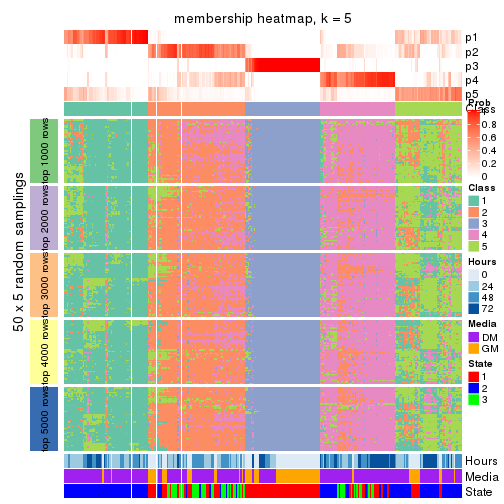 membership heatmap, k = 5
p1
p2
p3
p4
p5
Class
50 x 5 random samplings
top 1000 rows
top 2000 rows
top 3000 rows
top 4000 rows
top 5000 rows
Prob
1
0.8
0.6
0.4
0.2
0
Class
1
2
3
4
5
Hours
0
24
48
72
Media
DM
GM
State
1
2
3
Hours
Media
State